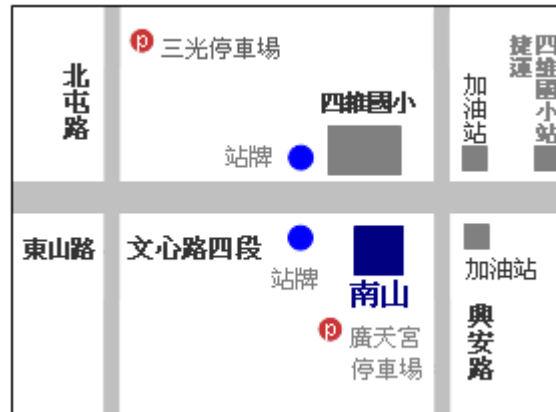 P 三光停車場
北屯路
四維國小
站牌
加油站
捷運
四維國小站
東山路
文心路四段
站牌
南山
加油站
P 廣天宮
停車場
興安路